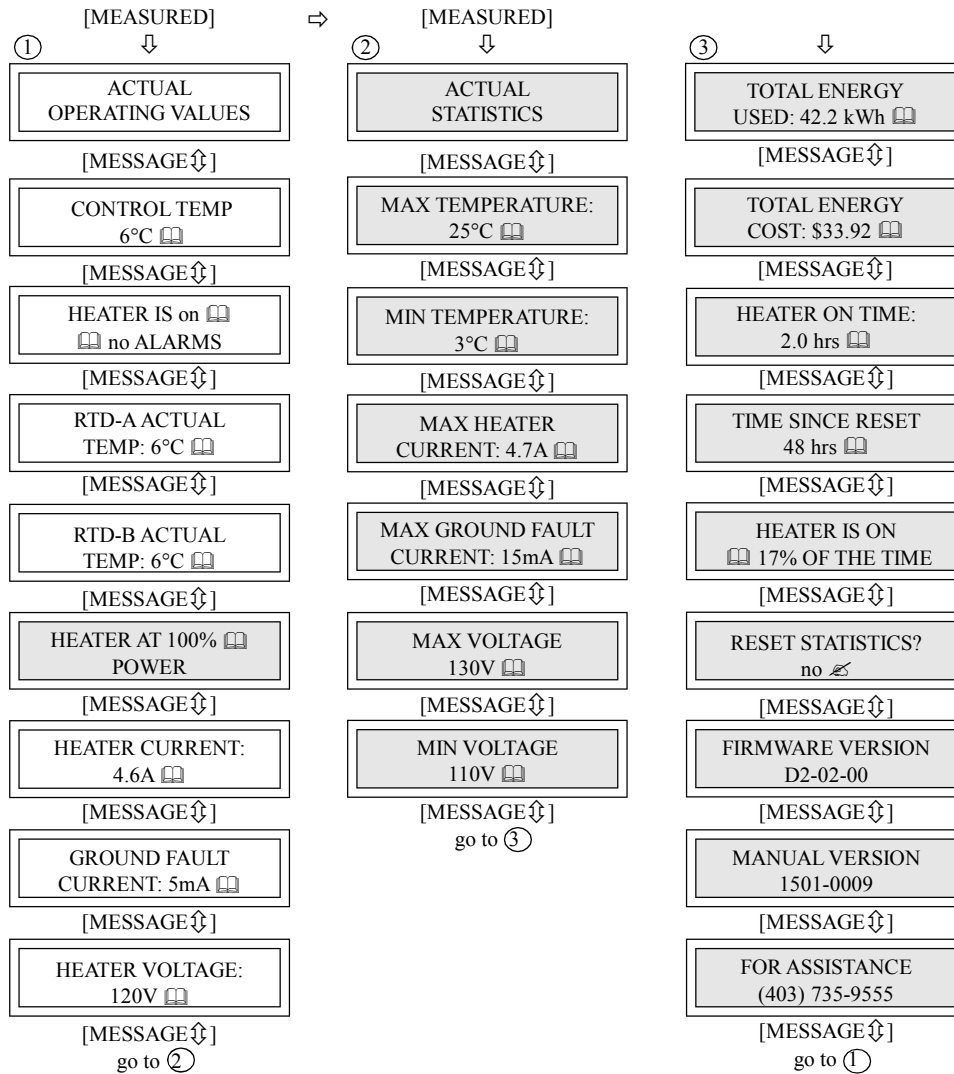 [MEASURED]
①
ACTUAL
OPERATING VALUES
[MESSAGE⇕]
CONTROL TEMP
6°C 🕮
[MESSAGE⇕]
HEATER IS on 🕮
🕮 no ALARMS
[MESSAGE⇕]
RTD-A ACTUAL
TEMP: 6°C 🕮
[MESSAGE⇕]
RTD-B ACTUAL
TEMP: 6°C 🕮
[MESSAGE⇕]
HEATER AT 100% 🕮
POWER
[MESSAGE⇕]
HEATER CURRENT:
4.6A 🕮
[MESSAGE⇕]
GROUND FAULT
CURRENT: 5mA 🕮
[MESSAGE⇕]
HEATER VOLTAGE:
120V 🕮
[MESSAGE⇕]
go to ②
⇨ [MEASURED]
②
ACTUAL
STATISTICS
[MESSAGE⇕]
MAX TEMPERATURE:
25°C 🕮
[MESSAGE⇕]
MIN TEMPERATURE:
3°C 🕮
[MESSAGE⇕]
MAX HEATER
CURRENT: 4.7A 🕮
[MESSAGE⇕]
MAX GROUND FAULT
CURRENT: 15mA 🕮
[MESSAGE⇕]
MAX VOLTAGE
130V 🕮
[MESSAGE⇕]
MIN VOLTAGE
110V 🕮
[MESSAGE⇕]
go to ③
③
TOTAL ENERGY
USED: 42.2 kWh 🕮
[MESSAGE⇕]
TOTAL ENERGY
COST: $33.92 🕮
[MESSAGE⇕]
HEATER ON TIME:
2.0 hrs 🕮
[MESSAGE⇕]
TIME SINCE RESET
48 hrs 🕮
[MESSAGE⇕]
HEATER IS ON
🕮 17% OF THE TIME
[MESSAGE⇕]
RESET STATISTICS?
no ✍
[MESSAGE⇕]
FIRMWARE VERSION
D2-02-00
[MESSAGE⇕]
MANUAL VERSION
1501-0009
[MESSAGE⇕]
FOR ASSISTANCE
(403) 735-9555
[MESSAGE⇕]
go to ①